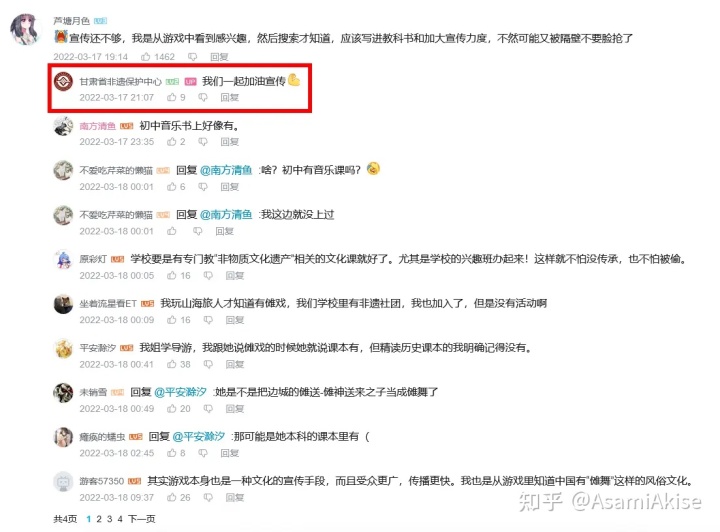 芦塘月色
宣传还不够，我是从游戏中看到感兴趣，然后搜索才知道，应该写进教科书和加大宣传力度，不然可能又被隔壁不要脸抢了
2022-03-17 19:14 1462 回复
甘肃省非遗保护中心 UP 我们一起加油宣传
2022-03-17 21:07 9 回复
南方清鱼 LV5 初中音乐书上好像有。
2022-03-17 23:35 2 回复
不爱吃芹菜的懒猫 回复 @南方清鱼 :啥？初中有音乐课吗？
2022-03-18 00:01 6 回复
不爱吃芹菜的懒猫 回复 @南方清鱼 :我这边就没上过
2022-03-18 00:01 回复
原彩灯 LV5 学校要是有专门教"非物质文化遗产"相关的文化课就好了。尤其是学校的兴趣班办起来！这样就不怕没传承，也不怕被偷。
2022-03-18 00:05 16 回复
坐着流星看ET LV5 我玩山海旅人才知道有傩戏，我们学校里有非遗社团，我也加入了，但是没有活动啊
2022-03-18 00:09 16 回复
平安滁汐 LV5 我姐学导游，我跟她说傩戏的时候她就说课本有，但精读历史课本的我明确记得没有。
2022-03-18 00:41 38 回复
未销雪 回复 @平安滁汐 :她是不是把边城的傩送-傩神送来之子当成傩舞了
2022-03-18 00:49 20 回复
瘫痪的蠕虫 LV5 回复 @平安滁汐 :那可能是她本科的课本里有（
2022-03-18 02:45 8 回复
游客57350 LV5 其实游戏本身也是一种文化的宣传手段，而且受众更广，传播更快。我也是从游戏里知道中国有"傩舞"这样的风俗文化。
2022-03-18 09:37 26 回复
共4页 1 2 3 4 下一页
知乎 @AsamiAkise